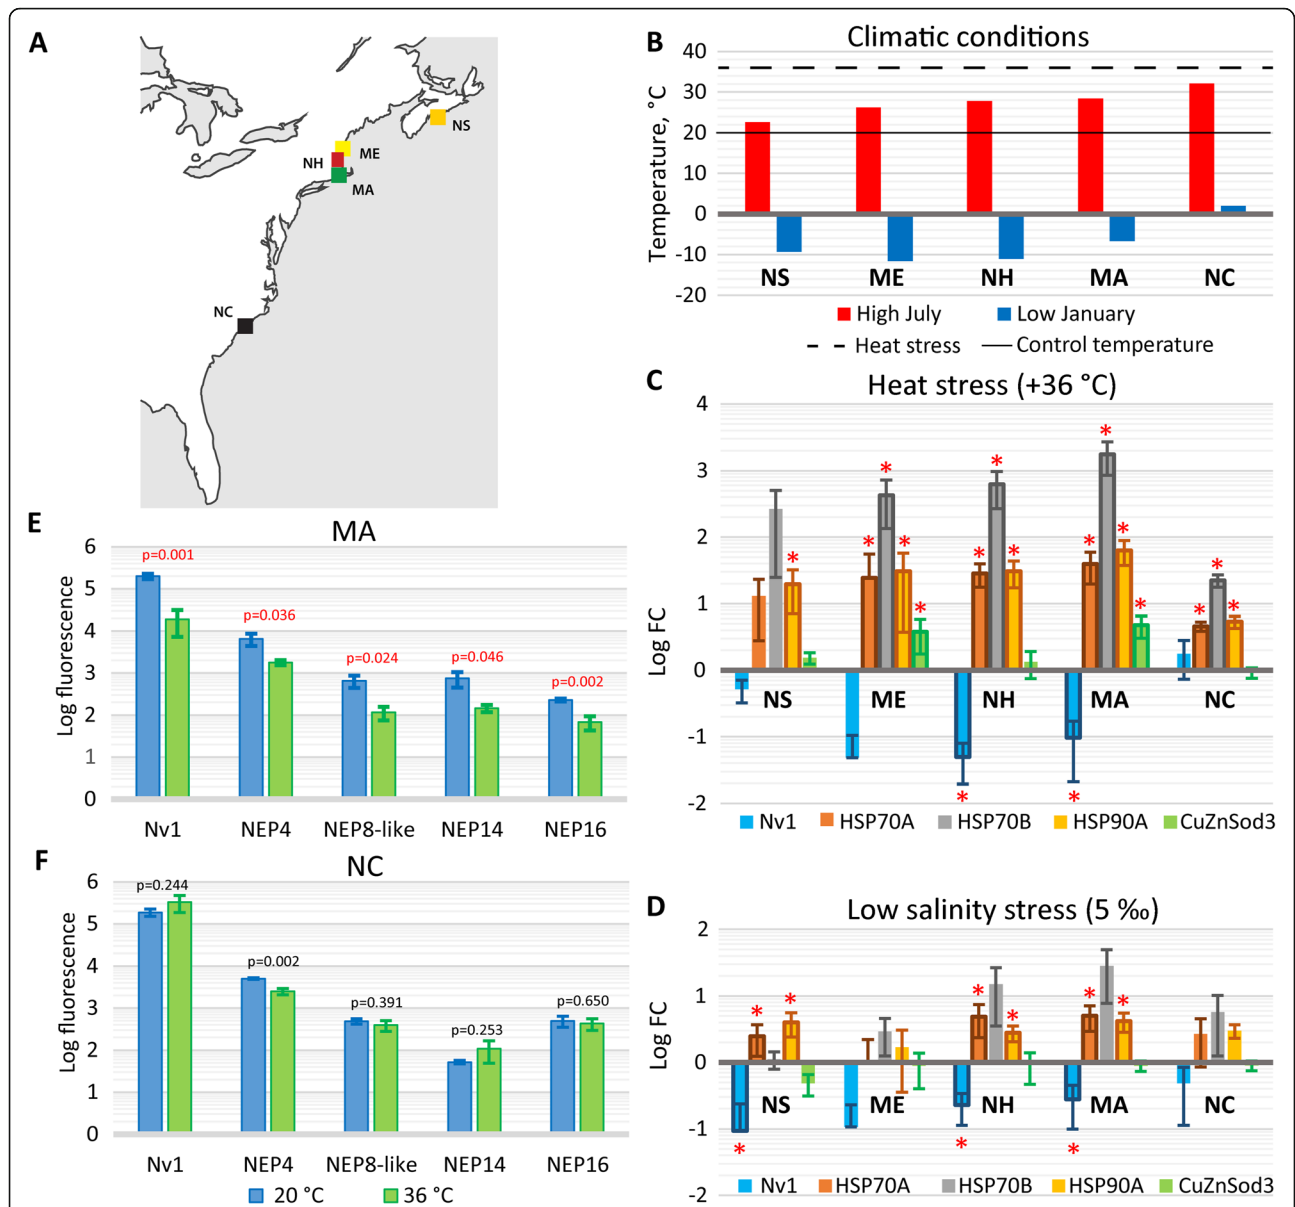 A
NS
ME
NH
MA
NC
B
Climatic conditions
Temperature, °C
40
30
20
10
0
-10
-20
NS ME NH MA NC
High July Low January
Heat stress Control temperature
C
Heat stress (+36 °C)
Log FC
4
3
2
1
0
-1
-2
* * * * * * * * * * * * * * * * *
NS ME NH MA NC
Nv1 HSP70A HSP70B HSP90A CuZnSod3
D
Low salinity stress (5 ‰)
Log FC
2
1
0
-1
-2
* * * * * * * * *
NS ME NH MA NC
Nv1 HSP70A HSP70B HSP90A CuZnSod3
E
MA
Log fluorescence
6
5
4
3
2
1
0
p=0.001
p=0.036
p=0.024
p=0.046
p=0.002
Nv1 NEP4 NEP8-like NEP14 NEP16
F
NC
Log fluorescence
6
5
4
3
2
1
0
p=0.244
p=0.002
p=0.391
p=0.253
p=0.650
Nv1 NEP4 NEP8-like NEP14 NEP16
20 °C 36 °C